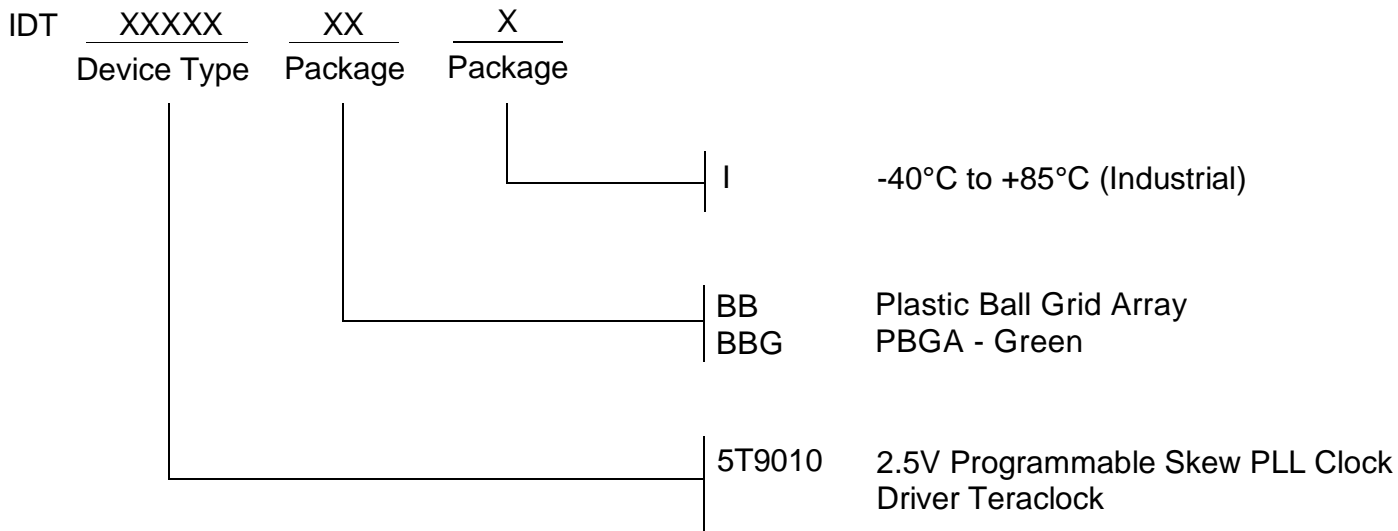 IDT XXXXX XX X
Device Type Package Package
I -40°C to +85°C (Industrial)
BB Plastic Ball Grid Array
BBG PBGA - Green
5T9010 2.5V Programmable Skew PLL Clock
Driver Teraclock